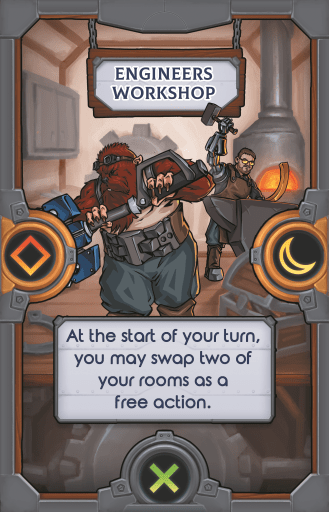 ENGINEERS
WORKSHOP
At the start of your turn,
you may swap two of
your rooms as a
free action.